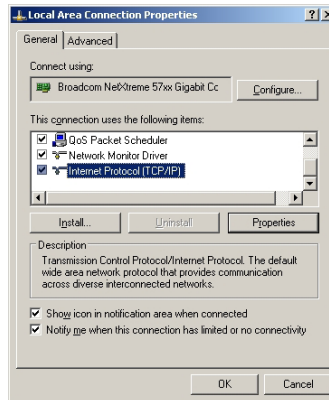 Local Area Connection Properties
General Advanced
Connect using:
Broadcom NetXtreme 57xx Gigabit Cc Configure...
This connection uses the following items:
QoS Packet Scheduler
Network Monitor Driver
Internet Protocol (TCP/IP)
Install... Uninstall Properties
Description
Transmission Control Protocol/Internet Protocol. The default
wide area network protocol that provides communication
across diverse interconnected networks.
Show icon in notification area when connected
Notify me when this connection has limited or no connectivity
OK Cancel